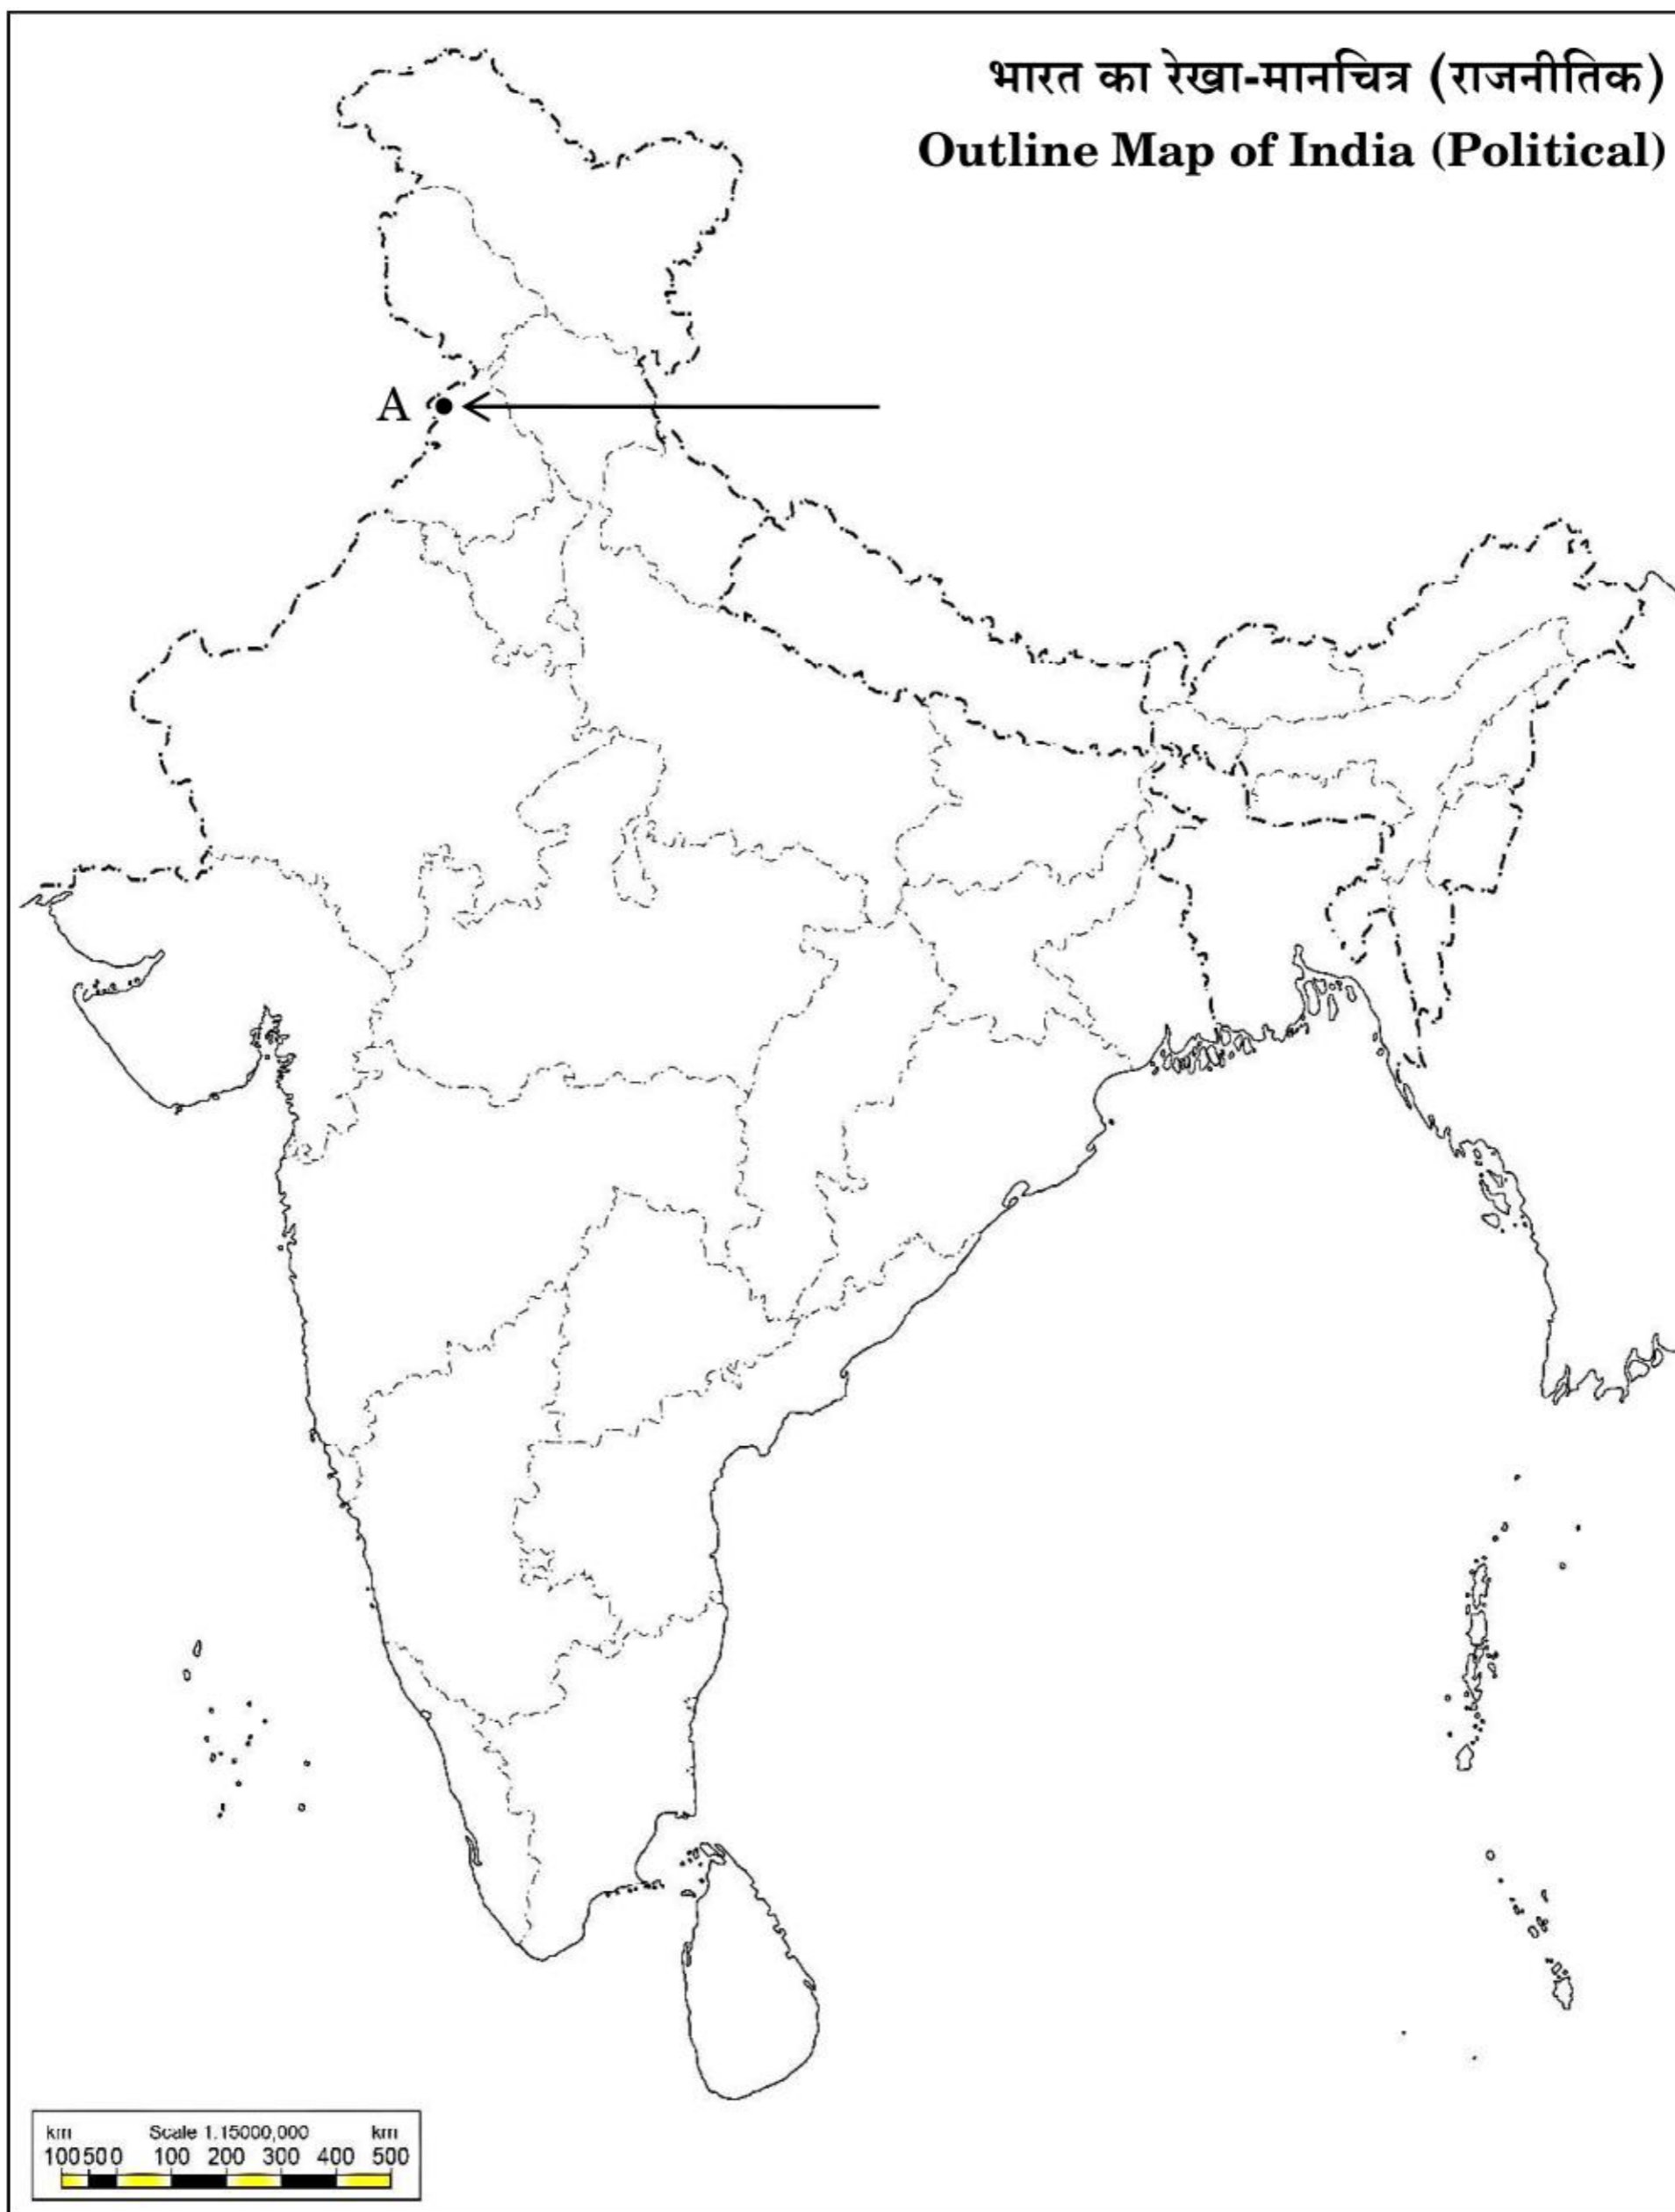 भारत का रेखा-मानचित्र (राजनीतिक)
Outline Map of India (Political)
A
km Scale 1:15000,000 km
100 50 0 100 200 300 400 500